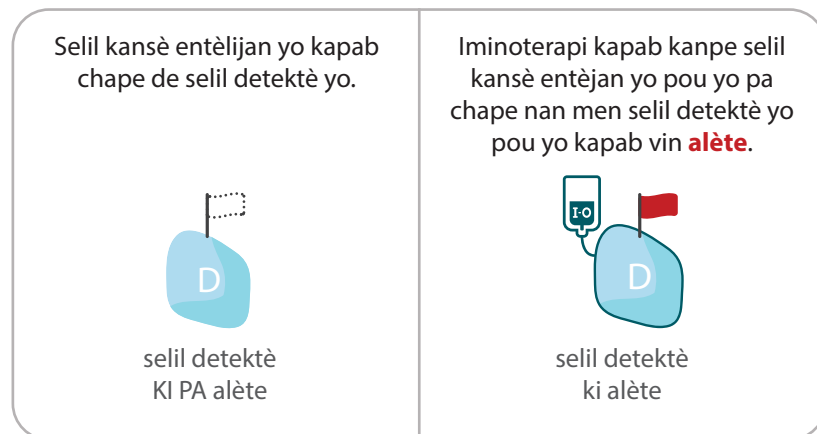 Selil kansè entèlijan yo kapab
chape de selil detektè yo.
D
selil detektè
KI PA alète
Iminoterapi kapab kanpe selil
kansè entèjan yo pou yo pa
chape nan men selil detektè yo
pou yo kapab vin alète.
I-O
D
selil detektè
ki alète